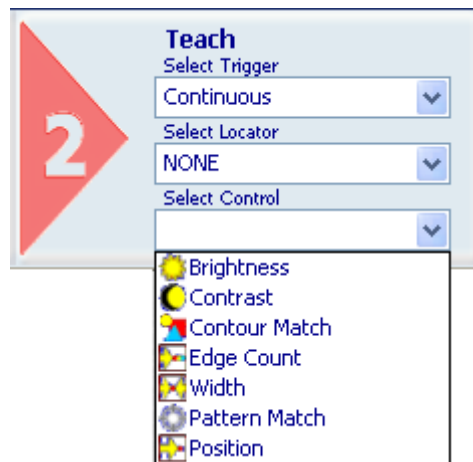 2
Teach
Select Trigger
Continuous
Select Locator
NONE
Select Control
Brightness
Contrast
Contour Match
Edge Count
Width
Pattern Match
Position